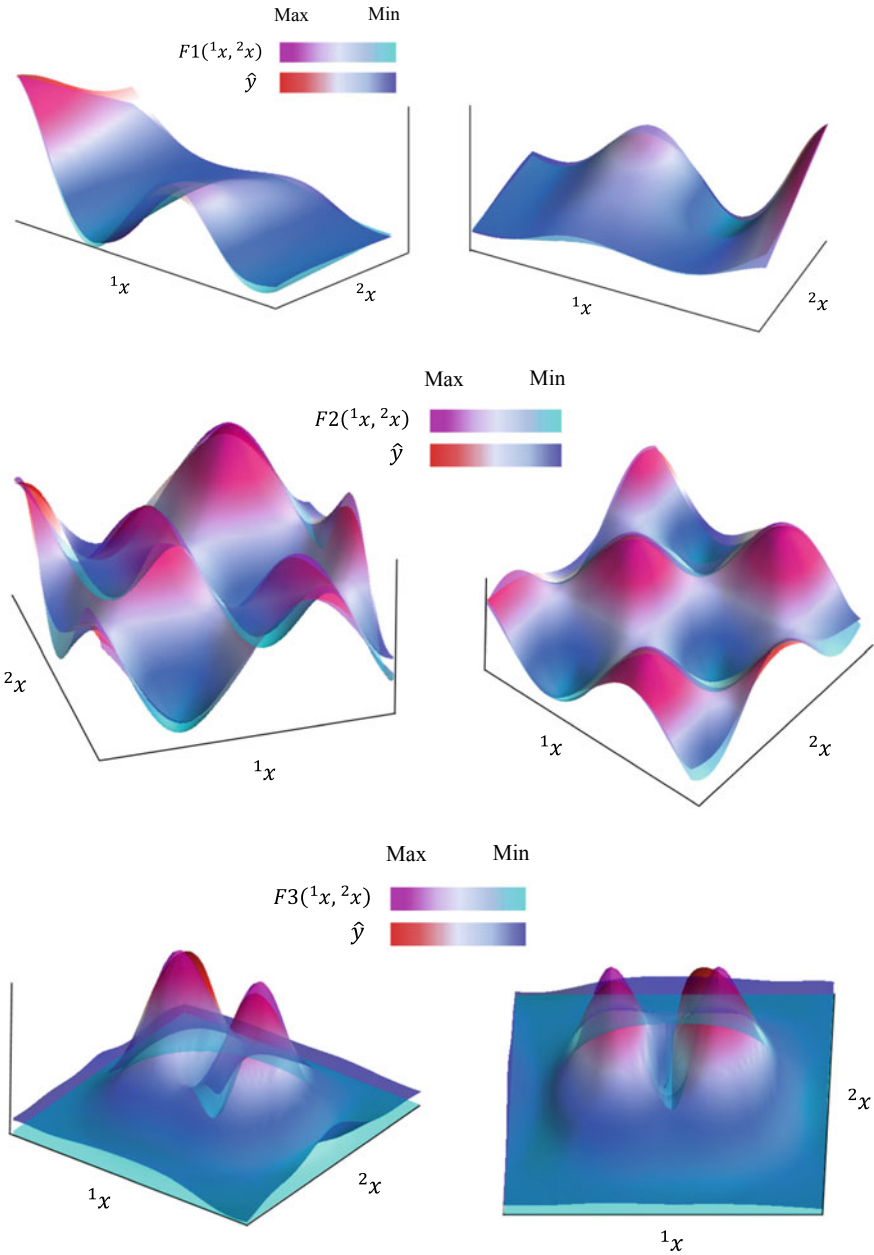 Max Min
F1(¹x, ²x)
ŷ
¹x
²x
¹x
²x
Max Min
F2(¹x, ²x)
ŷ
²x
¹x
¹x
²x
Max Min
F3(¹x, ²x)
ŷ
¹x
²x
²x
¹x